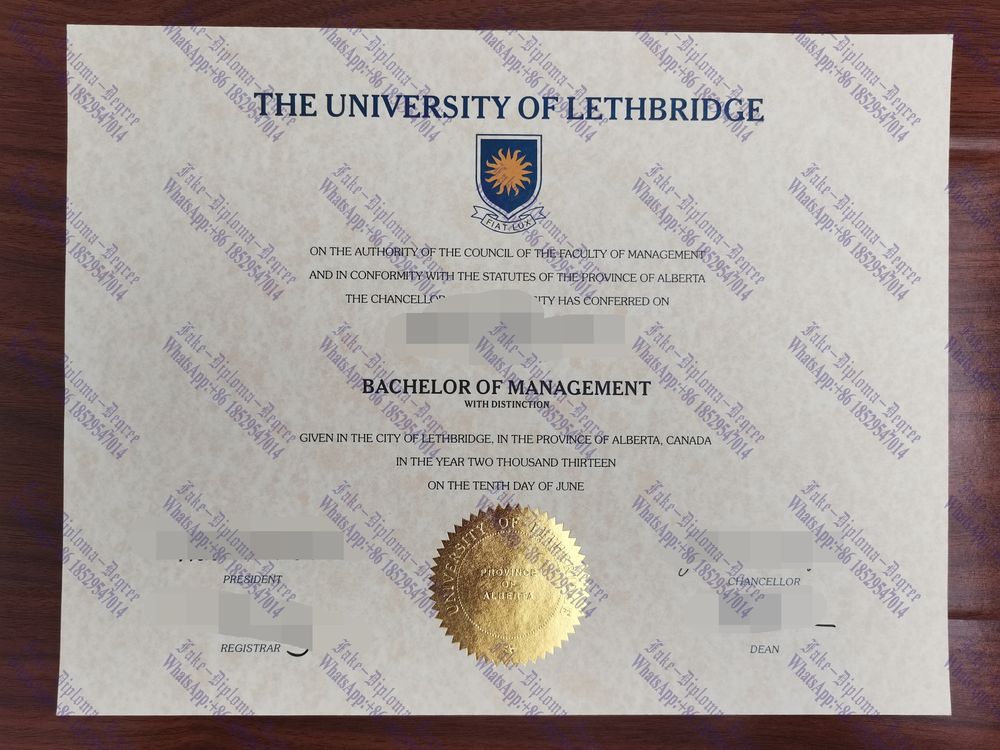 THE UNIVERSITY OF LETHBRIDGE
FIAT LUX
ON THE AUTHORITY OF THE COUNCIL OF THE FACULTY OF MANAGEMENT
AND IN CONFORMITY WITH THE STATUTES OF THE PROVINCE OF ALBERTA
THE CHANCELLOR HAS CONFERRED ON
BACHELOR OF MANAGEMENT
WITH DISTINCTION
GIVEN IN THE CITY OF LETHBRIDGE, IN THE PROVINCE OF ALBERTA, CANADA
IN THE YEAR TWO THOUSAND THIRTEEN
ON THE TENTH DAY OF JUNE
UNIVERSITY OF LETHBRIDGE
PROVINCE
OF
ALBERTA
PRESIDENT
CHANCELLOR
REGISTRAR
DEAN
Fake-Diploma-Degree
WhatsApp:+86 18529547014